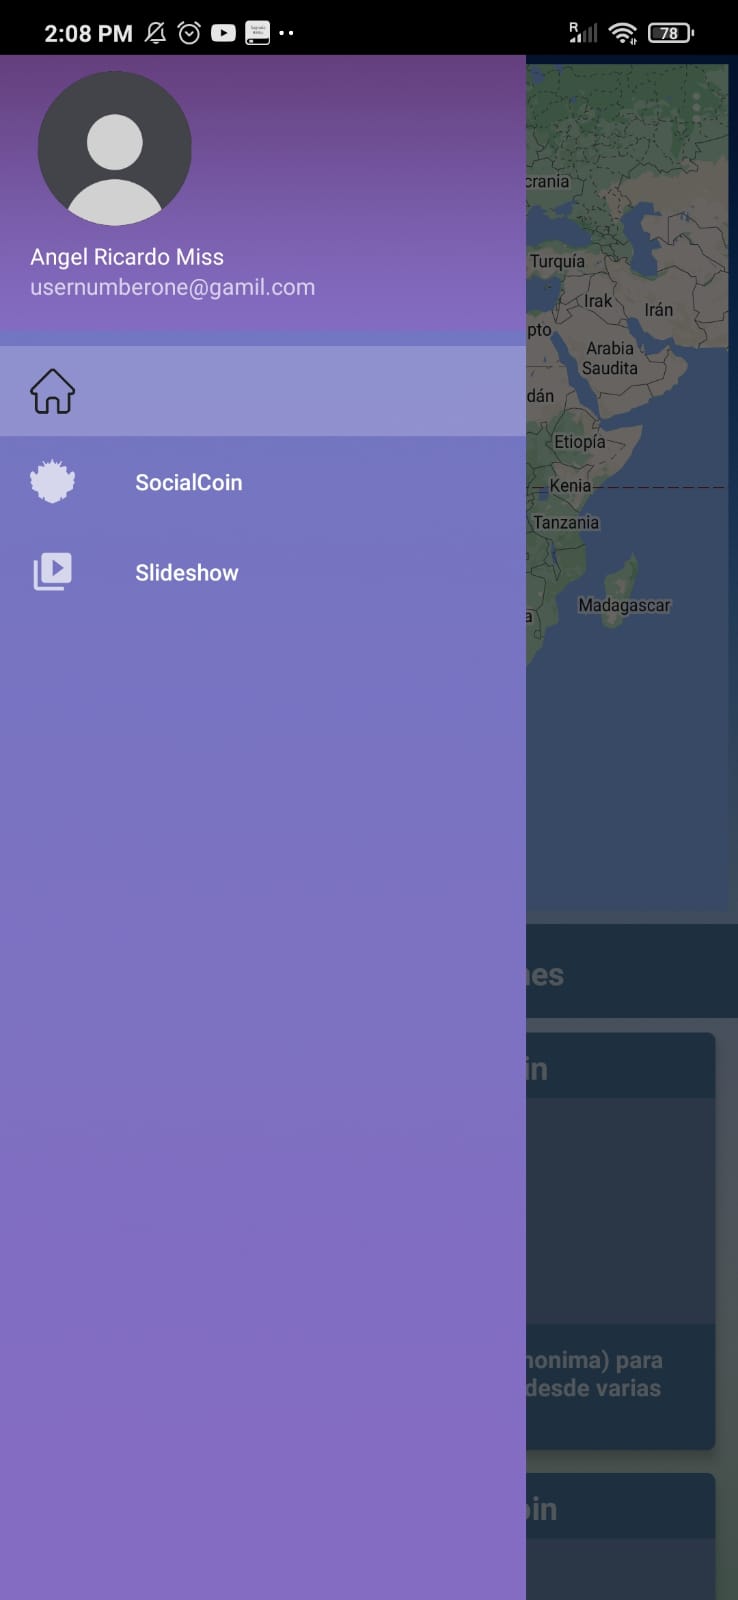 2:08 PM
R
78
Angel Ricardo Miss
usernumberone@gamil.com
SocialCoin
Slideshow
crania
Turquía
Irak
Irán
pto
Arabia
Saudita
dán
Etiopía
Kenia
Tanzania
Madagascar
a
nes
in
nonima) para
desde varias
oin